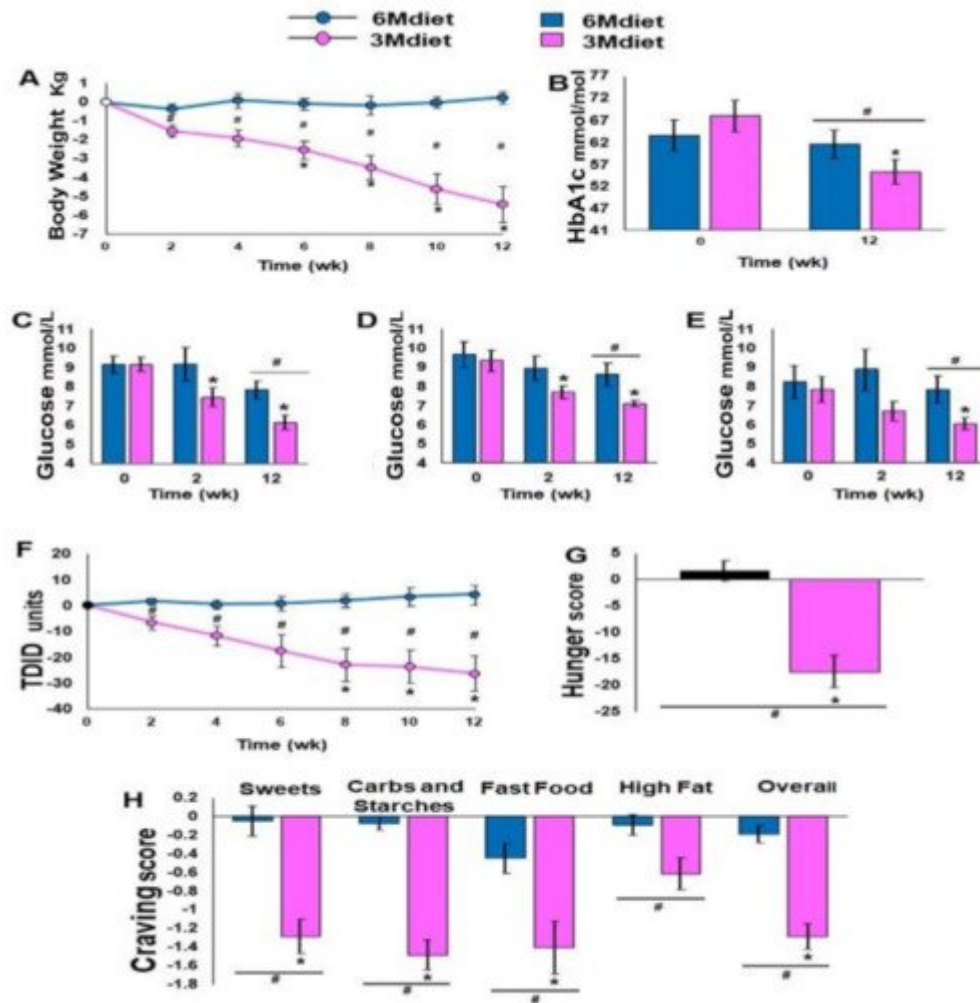 6Mdiet 6Mdiet
3Mdiet 3Mdiet
A
Body Weight Kg
1
0
-1
-2
-3
-4
-5
-6
-7
# # # # # #
* * * *
0 2 4 6 8 10 12
Time (wk)
B
HbA1c mmol/mol
77
72
67
62
57
52
47
41
#
*
0 12
Time (wk)
C
Glucose mmol/L
11
10
9
8
7
6
5
4
* # *
0 2 12
Time (wk)
D
Glucose mmol/L
11
10
9
8
7
6
5
4
* # *
0 2 12
Time (wk)
E
Glucose mmol/L
11
10
9
8
7
6
5
4
# *
0 2 12
Time (wk)
F
TDID units
20
10
0
-10
-20
-30
-40
# # # # # #
* * *
0 2 4 6 8 10 12
Time (wk)
G
Hunger score
5
0
-5
-10
-15
-20
-25
*
#
H
Sweets Carbs and Starches Fast Food High Fat Overall
Craving score
0.2
0
-0.2
-0.4
-0.6
-0.8
-1
-1.2
-1.4
-1.6
-1.8
* * * *
# # # # #